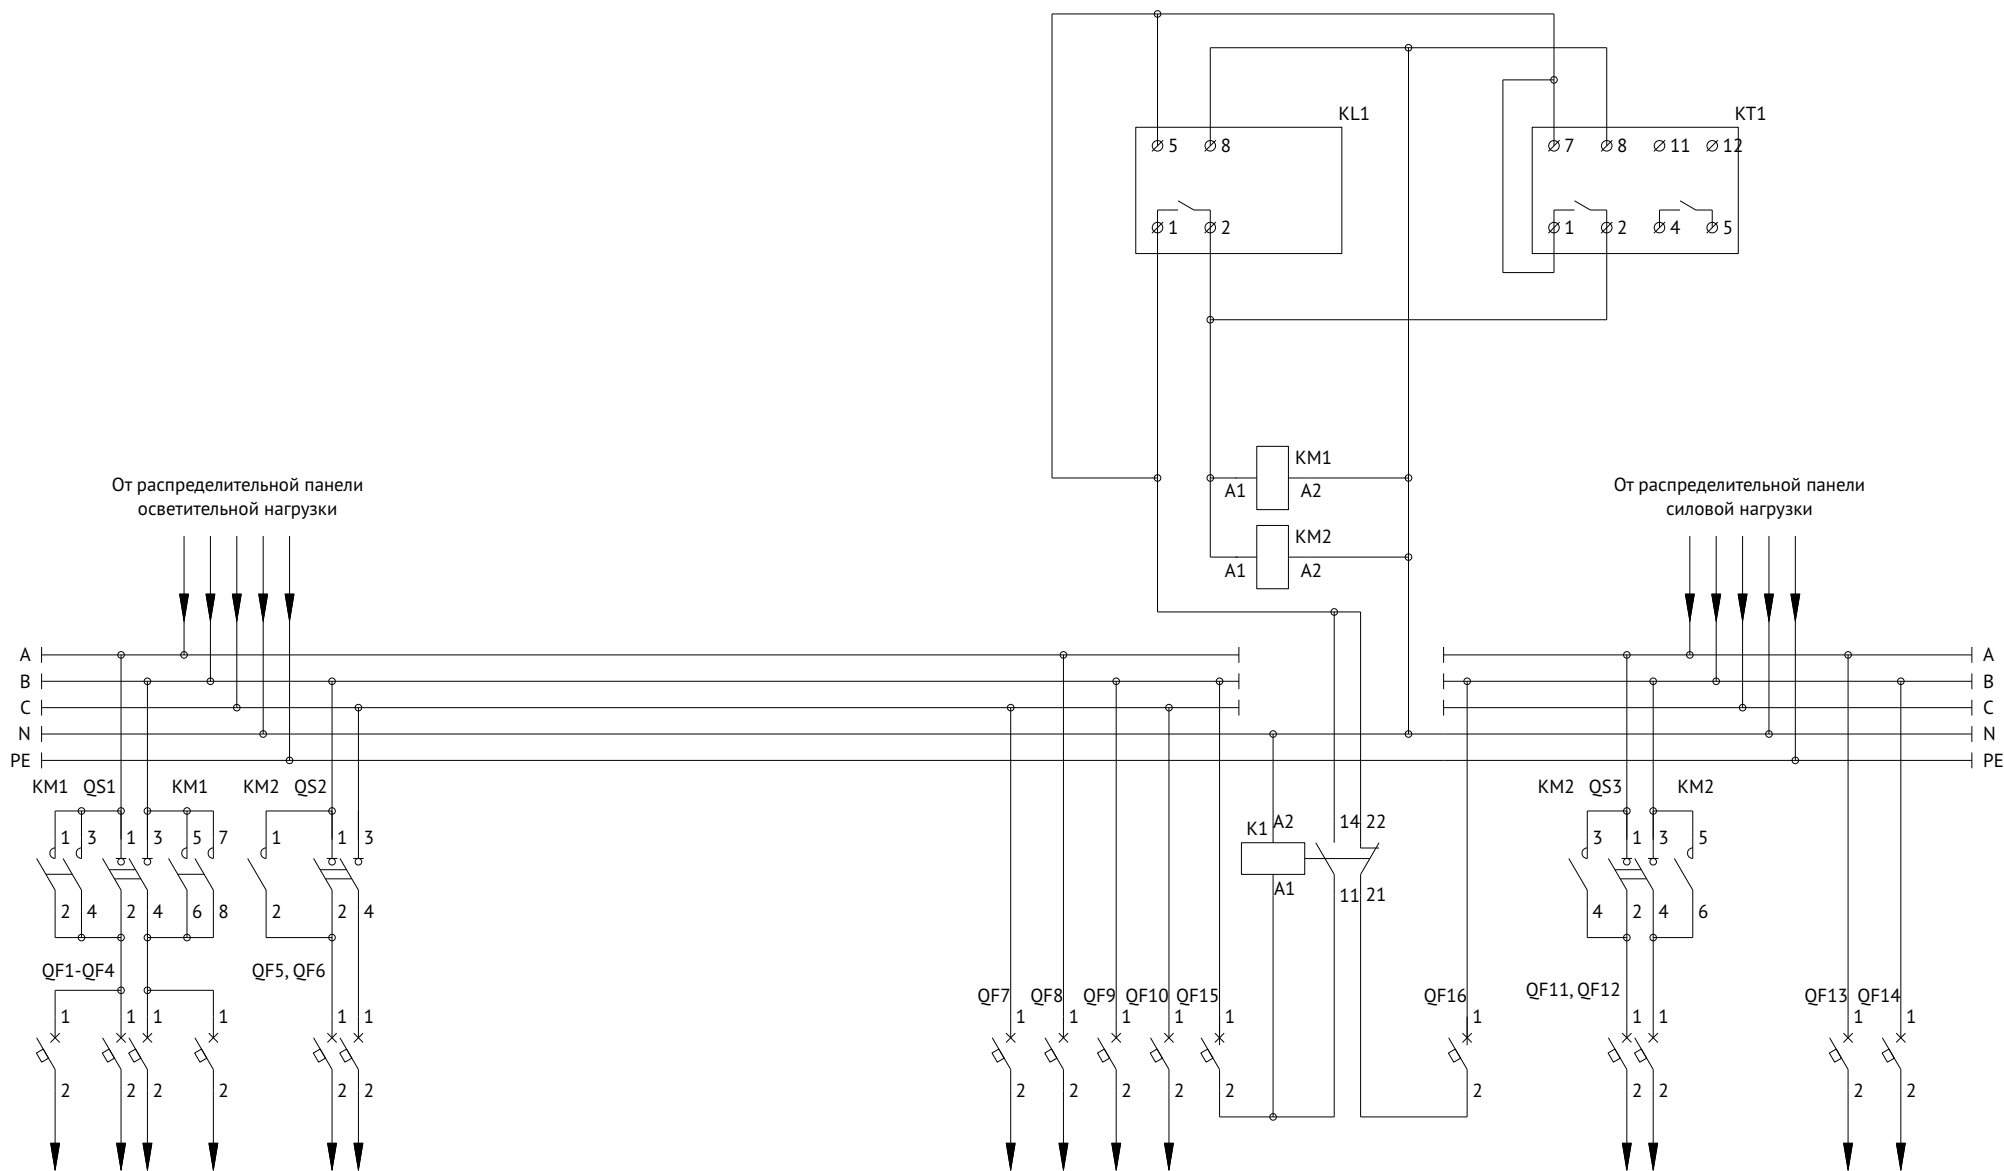 KL1
KT1
5 8
7 8 11 12
1 2
1 2 4 5
KM1
A1 A2
KM2
A1 A2
От распределительной панели
осветительной нагрузки
От распределительной панели
силовой нагрузки
A A
B B
C C
N N
PE PE
KM1 QS1 KM1 KM2 QS2
KM2 QS3 KM2
1 3 1 3 5 7 1 1 3
K1 A2 14 22
3 1 3 5
A1 11 21
2 4 2 4 6 8 2 2 4
4 2 4 6
QF1-QF4 QF5, QF6
QF7 QF8 QF9 QF10 QF15 QF16 QF11, QF12 QF13 QF14
1 1 1 1 1 1 1 1 1 1 1 1 1 1 1 1
2 2 2 2 2 2 2 2 2 2 2 2 2 2 2 2